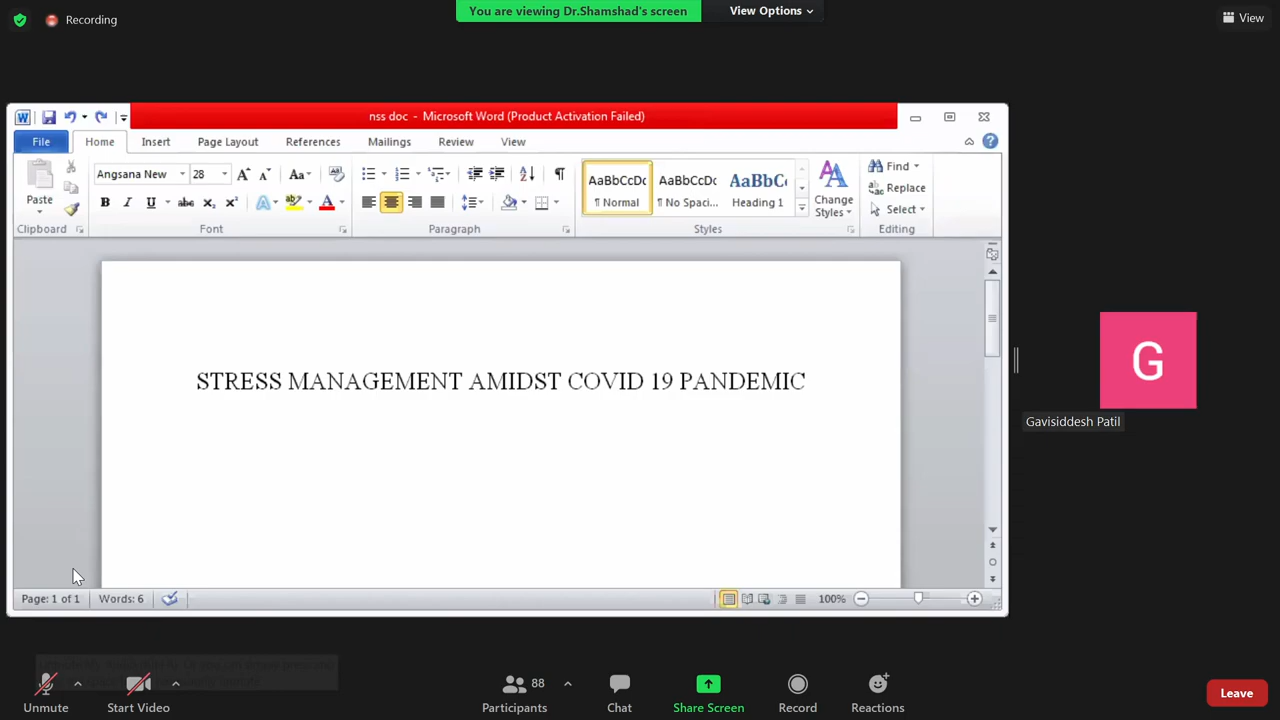 Recording
You are viewing Dr.Shamshad's screen
View Options
View
nss doc - Microsoft Word (Product Activation Failed)
File Home Insert Page Layout References Mailings Review View
Paste
Clipboard
Angsana New 28
Font
Paragraph
AaBbCcDc AaBbCcDc AaBbC
¶ Normal ¶ No Spaci... Heading 1
Change Styles
Styles
Find
Replace
Select
Editing
STRESS MANAGEMENT AMIDST COVID 19 PANDEMIC
G
Gavisiddesh Patil
Page: 1 of 1 Words: 6 100%
Unmute
Start Video
88
Participants
Chat
Share Screen
Record
Reactions
Leave